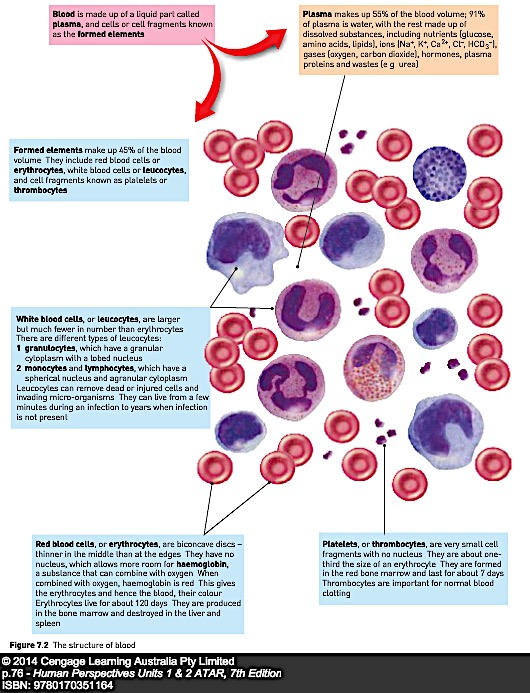 Blood is made up of a liquid part called
plasma, and cells or cell fragments known
as the formed elements
Plasma makes up 55% of the blood volume; 91%
of plasma is water, with the rest made up of
dissolved substances, including nutrients (glucose,
amino acids, lipids), ions (Na⁺, K⁺, Ca²⁺, Cl⁻, HCO₃⁻),
gases (oxygen, carbon dioxide), hormones, plasma
proteins and wastes (e g urea)
Formed elements make up 45% of the blood
volume They include red blood cells or
erythrocytes, white blood cells or leucocytes,
and cell fragments known as platelets or
thrombocytes
White blood cells, or leucocytes, are larger
but much fewer in number than erythrocytes
There are different types of leucocytes:
1 granulocytes, which have a granular
cytoplasm with a lobed nucleus
2 monocytes and lymphocytes, which have a
spherical nucleus and agranular cytoplasm
Leucocytes can remove dead or injured cells and
invading micro-organisms They can live from a few
minutes during an infection to years when infection
is not present
Red blood cells, or erythrocytes, are biconcave discs –
thinner in the middle than at the edges They have no
nucleus, which allows more room for haemoglobin,
a substance that can combine with oxygen When
combined with oxygen, haemoglobin is red This gives
the erythrocytes and hence the blood, their colour
Erythrocytes live for about 120 days They are produced
in the bone marrow and destroyed in the liver and
spleen
Platelets, or thrombocytes, are very small cell
fragments with no nucleus They are about one-
third the size of an erythrocyte They are formed
in the red bone marrow and last for about 7 days
Thrombocytes are important for normal blood
clotting
Figure 7.2 The structure of blood
© 2014 Cengage Learning Australia Pty Limited
p.76 - Human Perspectives Units 1 & 2 ATAR, 7th Edition
ISBN: 9780170351164